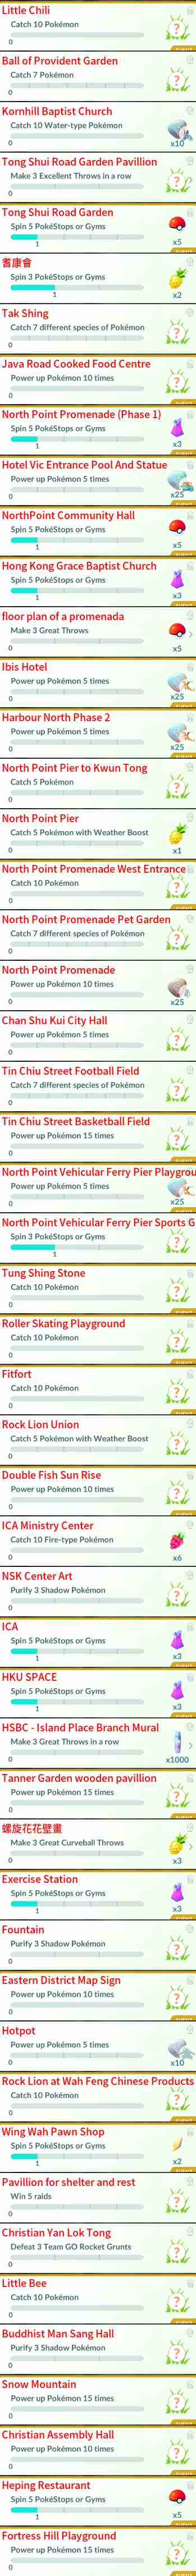 Little Chili
Catch 10 Pokémon
0
Ball of Provident Garden
Catch 7 Pokémon
0
Kornhill Baptist Church
Catch 10 Water-type Pokémon
0
x10
Tong Shui Road Garden Pavillion
Make 3 Excellent Throws in a row
0
Tong Shui Road Garden
Spin 5 PokéStops or Gyms
1
x5
耆康會
Spin 3 PokéStops or Gyms
1
x2
Tak Shing
Catch 7 different species of Pokémon
0
Java Road Cooked Food Centre
Power up Pokémon 10 times
0
North Point Promenade (Phase 1)
Spin 5 PokéStops or Gyms
1
x3
Hotel Vic Entrance Pool And Statue
Power up Pokémon 5 times
0
x25
NorthPoint Community Hall
Spin 5 PokéStops or Gyms
1
x5
Hong Kong Grace Baptist Church
Spin 5 PokéStops or Gyms
1
x3
floor plan of a promenada
Make 3 Great Throws
0
x5
Ibis Hotel
Power up Pokémon 5 times
0
x25
Harbour North Phase 2
Power up Pokémon 5 times
0
x25
North Point Pier to Kwun Tong
Catch 5 Pokémon
0
North Point Pier
Catch 5 Pokémon with Weather Boost
0
x1
North Point Promenade West Entrance
Catch 10 Pokémon
0
North Point Promenade Pet Garden
Catch 7 different species of Pokémon
0
North Point Promenade
Power up Pokémon 10 times
0
x25
Chan Shu Kui City Hall
Power up Pokémon 5 times
0
Tin Chiu Street Football Field
Catch 7 different species of Pokémon
0
Tin Chiu Street Basketball Field
Power up Pokémon 15 times
0
North Point Vehicular Ferry Pier Playgrou
Power up Pokémon 5 times
0
x25
North Point Vehicular Ferry Pier Sports G
Spin 3 PokéStops or Gyms
1
Tung Shing Stone
Catch 10 Pokémon
0
Roller Skating Playground
Catch 10 Pokémon
0
Fitfort
Catch 10 Pokémon
0
Rock Lion Union
Catch 5 Pokémon with Weather Boost
0
Double Fish Sun Rise
Power up Pokémon 10 times
0
ICA Ministry Center
Catch 10 Fire-type Pokémon
0
x6
NSK Center Art
Purify 3 Shadow Pokémon
0
ICA
Spin 5 PokéStops or Gyms
1
x3
HKU SPACE
Spin 5 PokéStops or Gyms
1
x3
HSBC - Island Place Branch Mural
Make 3 Great Throws in a row
0
x1000
Tanner Garden wooden pavillion
Power up Pokémon 15 times
0
螺旋花花壁畫
Make 3 Great Curveball Throws
0
x3
Exercise Station
Spin 5 PokéStops or Gyms
1
x3
Fountain
Purify 3 Shadow Pokémon
0
Eastern District Map Sign
Power up Pokémon 10 times
0
Hotpot
Power up Pokémon 5 times
0
x10
Rock Lion at Wah Feng Chinese Products
Catch 10 Pokémon
0
Wing Wah Pawn Shop
Spin 5 PokéStops or Gyms
1
x2
Pavillion for shelter and rest
Win 5 raids
0
Christian Yan Lok Tong
Defeat 3 Team GO Rocket Grunts
0
Little Bee
Catch 10 Pokémon
0
Buddhist Man Sang Hall
Purify 3 Shadow Pokémon
0
Snow Mountain
Power up Pokémon 15 times
0
Christian Assembly Hall
Power up Pokémon 10 times
0
Heping Restaurant
Spin 5 PokéStops or Gyms
1
x5
Fortress Hill Playground
Power up Pokémon 15 times
0